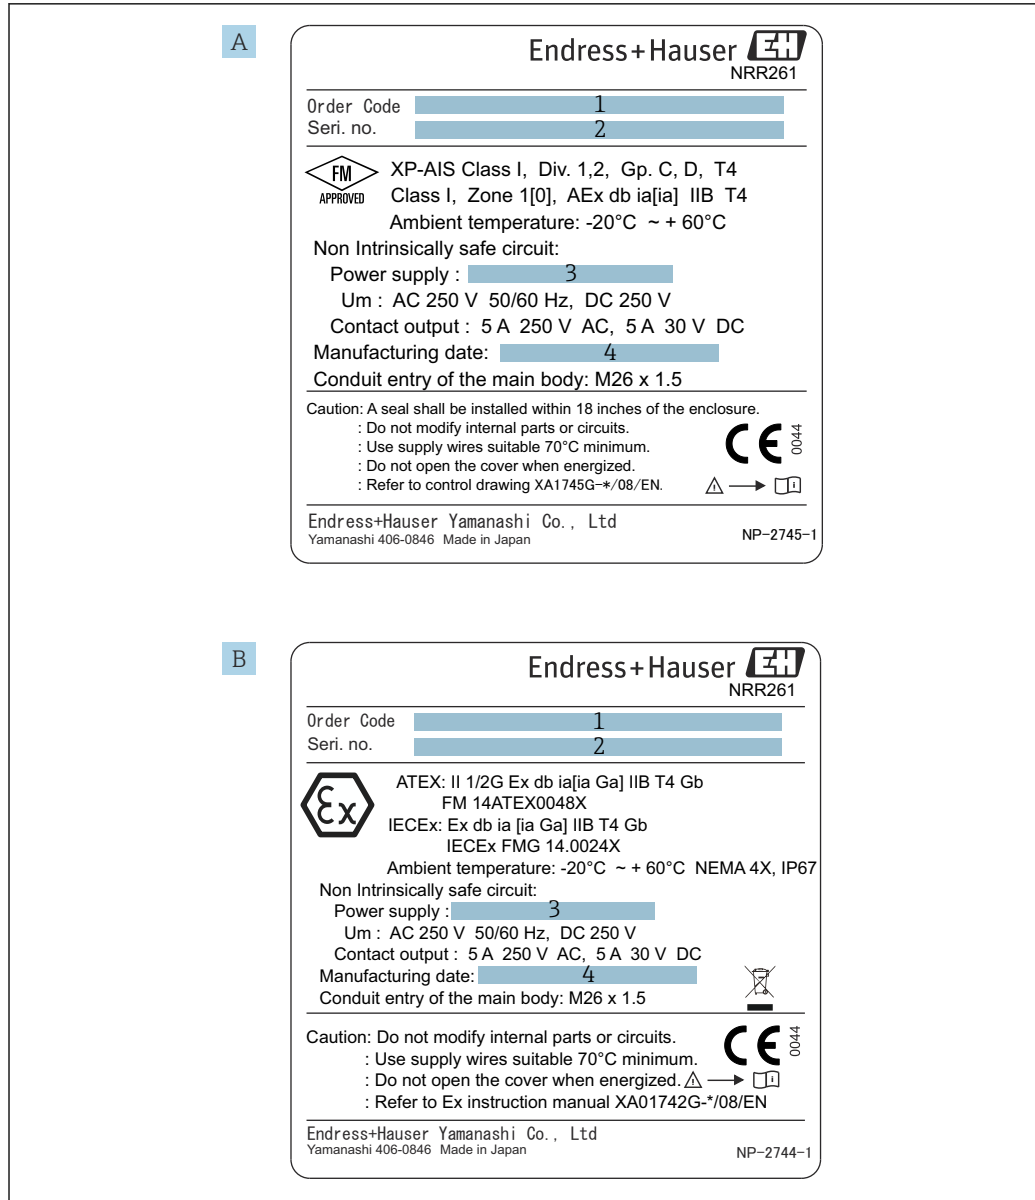 A
Endress+Hauser EH
NRR261
Order Code 1
Seri. no. 2
FM
APPROVED
XP-AIS Class I, Div. 1,2, Gp. C, D, T4
Class I, Zone 1[0], AEx db ia[ia] IIB T4
Ambient temperature: -20°C ~ + 60°C
Non Intrinsically safe circuit:
Power supply : 3
Um : AC 250 V 50/60 Hz, DC 250 V
Contact output : 5 A 250 V AC, 5 A 30 V DC
Manufacturing date: 4
Conduit entry of the main body: M26 x 1.5
Caution: A seal shall be installed within 18 inches of the enclosure.
: Do not modify internal parts or circuits.
: Use supply wires suitable 70°C minimum.
: Do not open the cover when energized.
: Refer to control drawing XA1745G-*/08/EN.
CE 0044
Endress+Hauser Yamanashi Co., Ltd
Yamanashi 406-0846 Made in Japan
NP-2745-1
B
Endress+Hauser EH
NRR261
Order Code 1
Seri. no. 2
Ex
ATEX: II 1/2G Ex db ia[ia Ga] IIB T4 Gb
FM 14ATEX0048X
IECEx: Ex db ia [ia Ga] IIB T4 Gb
IECEx FMG 14.0024X
Ambient temperature: -20°C ~ + 60°C NEMA 4X, IP67
Non Intrinsically safe circuit:
Power supply : 3
Um : AC 250 V 50/60 Hz, DC 250 V
Contact output : 5 A 250 V AC, 5 A 30 V DC
Manufacturing date: 4
Conduit entry of the main body: M26 x 1.5
Caution: Do not modify internal parts or circuits.
: Use supply wires suitable 70°C minimum.
: Do not open the cover when energized.
: Refer to Ex instruction manual XA01742G-*/08/EN
CE 0044
Endress+Hauser Yamanashi Co., Ltd
Yamanashi 406-0846 Made in Japan
NP-2744-1